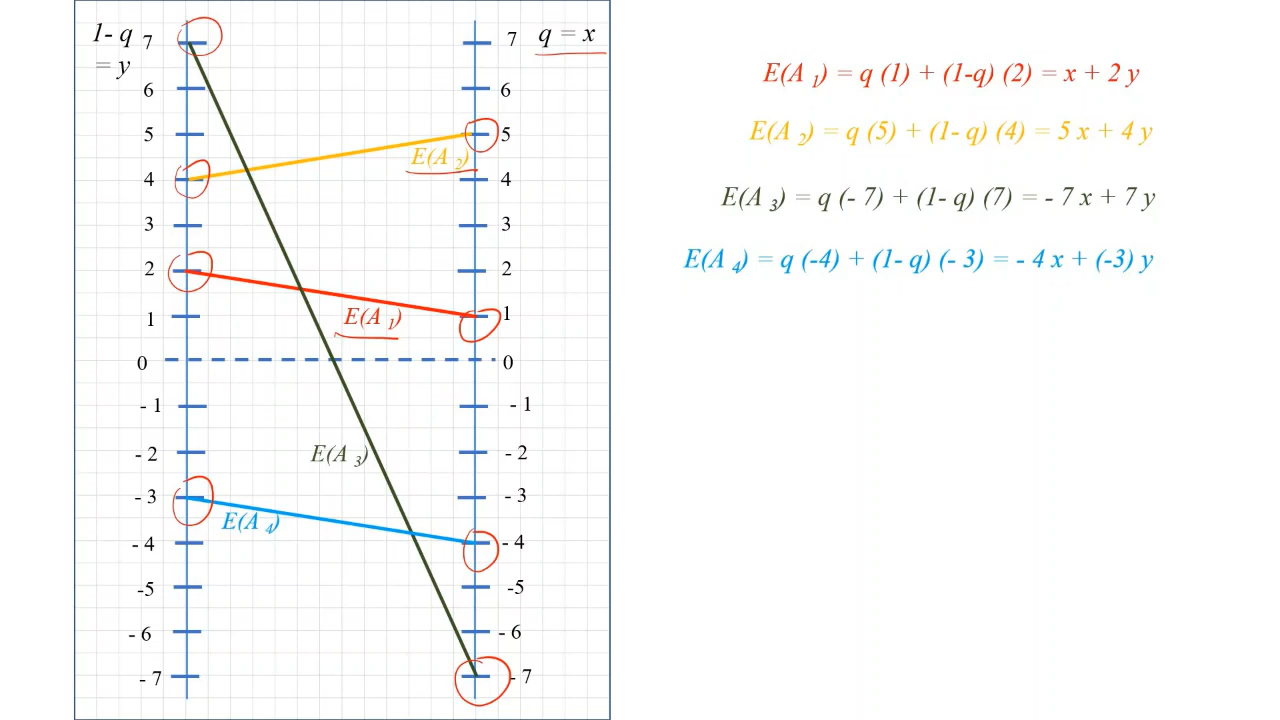 1- q
= y
q = x
7 7
6 6
5 5
4 4
3 3
2 2
1 1
0 0
- 1 - 1
- 2 - 2
- 3 - 3
- 4 - 4
-5 -5
- 6 - 6
- 7 - 7
E(A 2)
E(A 1)
E(A 3)
E(A 4)
E(A 1) = q (1) + (1-q) (2) = x + 2 y
E(A 2) = q (5) + (1- q) (4) = 5 x + 4 y
E(A 3) = q (- 7) + (1- q) (7) = - 7 x + 7 y
E(A 4) = q (-4) + (1- q) (- 3) = - 4 x + (-3) y